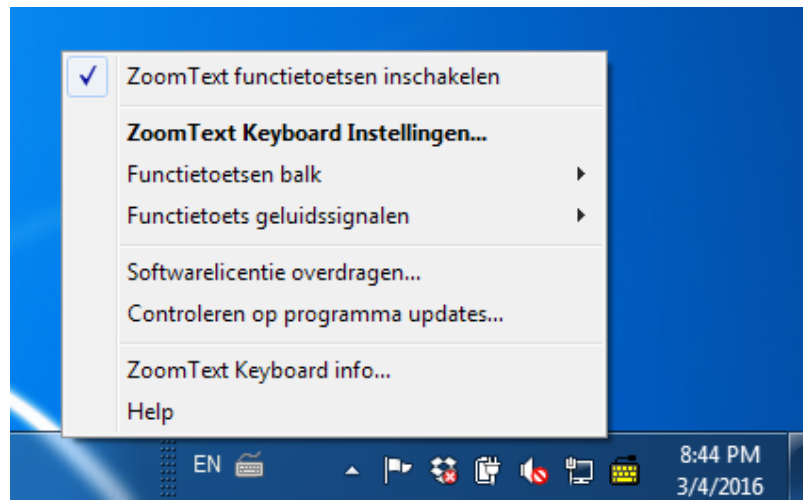 ZoomText functietoetsen inschakelen
ZoomText Keyboard Instellingen...
Functietoetsen balk
Functietoets geluidssignalen
Softwarelicentie overdragen...
Controleren op programma updates...
ZoomText Keyboard info...
Help
EN
8:44 PM
3/4/2016